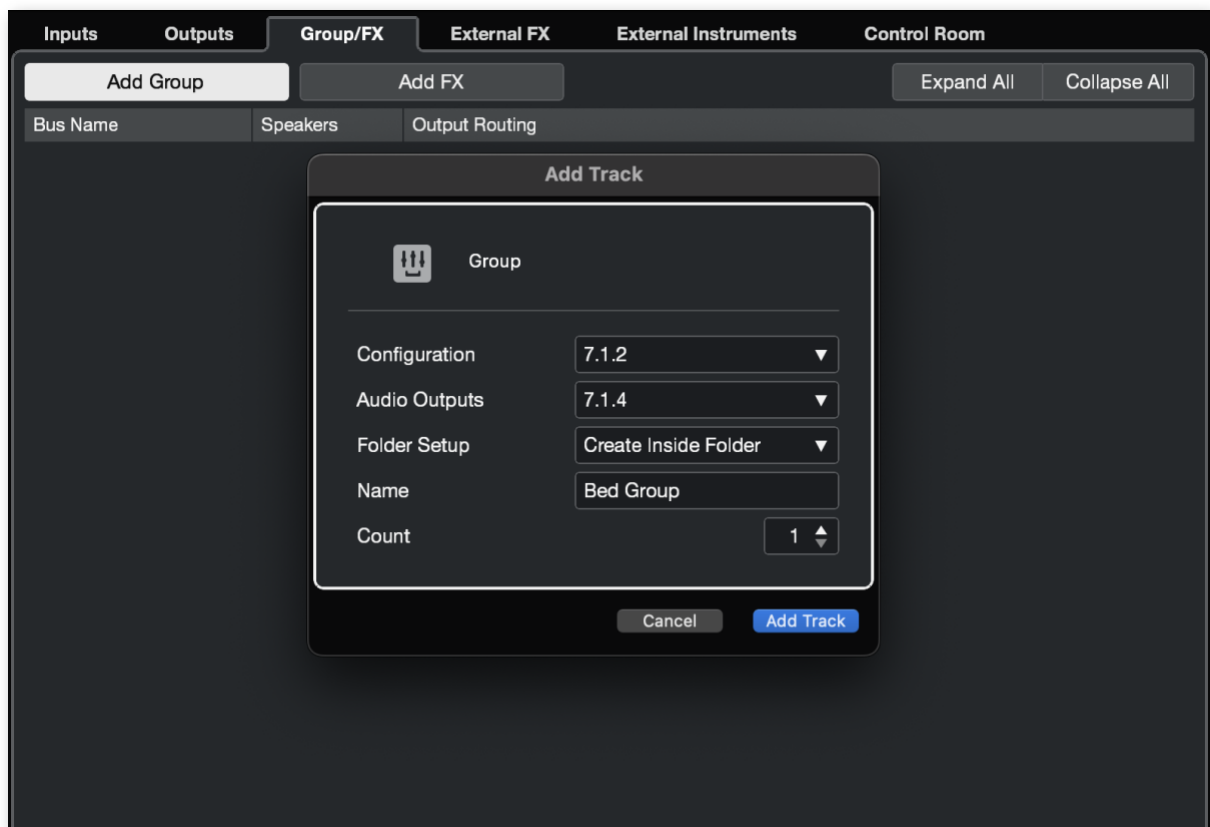 Inputs Outputs Group/FX External FX External Instruments Control Room
Add Group Add FX Expand All Collapse All
Bus Name Speakers Output Routing
Add Track
Group
Configuration 7.1.2
Audio Outputs 7.1.4
Folder Setup Create Inside Folder
Name Bed Group
Count 1
Cancel Add Track